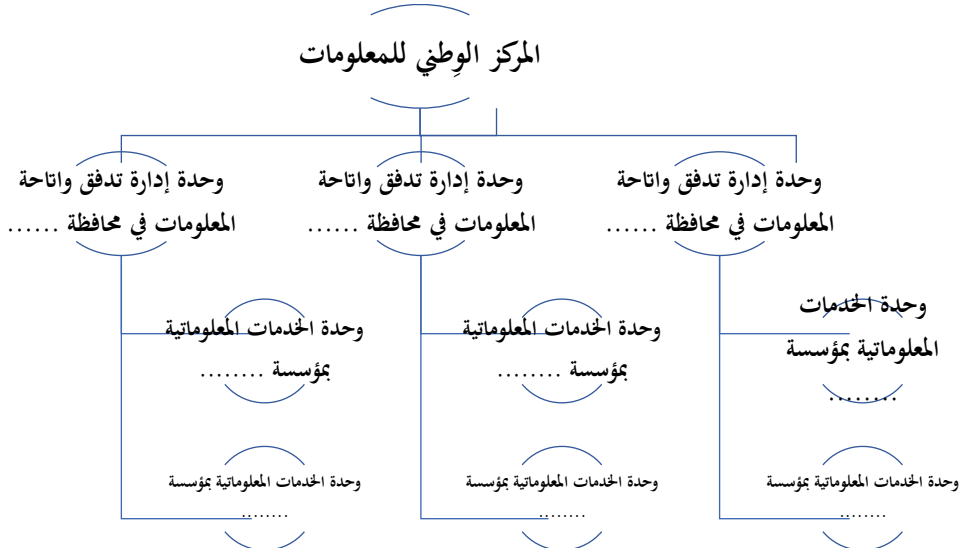 المركز الوِطني للمعلومات
وحدة إدارة تدفق واتاحة
المعلومات في محافظة ......
وحدة إدارة تدفق واتاحة
المعلومات في محافظة ......
وحدة إدارة تدفق واتاحة
المعلومات في محافظة ......
وحدة الخدمات
المعلوماتية بمؤسسة
........
وحدة الخدمات المعلوماتية
بمؤسسة ........
وحدة الخدمات المعلوماتية
بمؤسسة ........
وحدة الخدمات المعلوماتية بمؤسسة
........
وحدة الخدمات المعلوماتية بمؤسسة
........
وحدة الخدمات المعلوماتية بمؤسسة
........